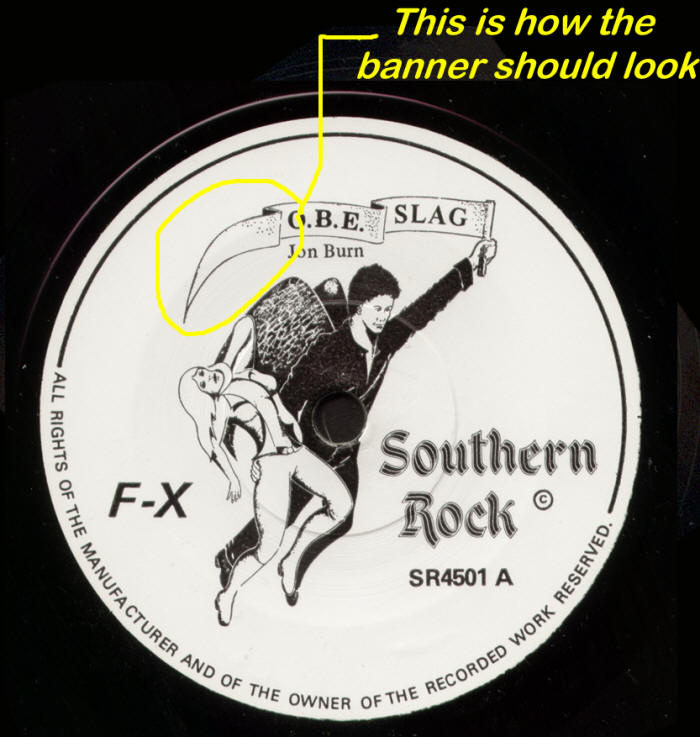 This is how the
banner should look
O.B.E. SLAG
Jon Burn
Southern
Rock ©
F-X
SR4501 A
ALL RIGHTS OF THE MANUFACTURER AND OF THE OWNER OF THE RECORDED WORK RESERVED.